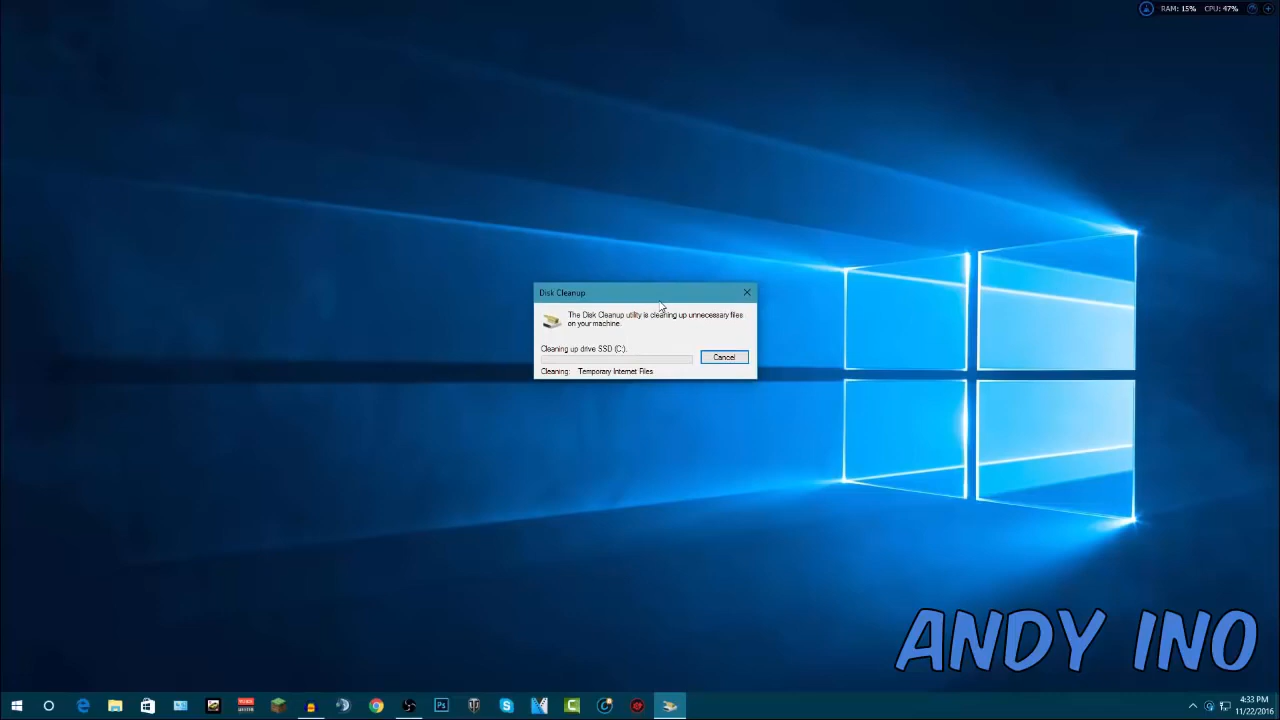 RAM: 15% CPU: 47%
Disk Cleanup
The Disk Cleanup utility is cleaning up unnecessary files
on your machine.
Cleaning up drive SSD (C:).
Cancel
Cleaning: Temporary Internet Files
ANDY INO
Ps
4:33 PM
11/22/2016